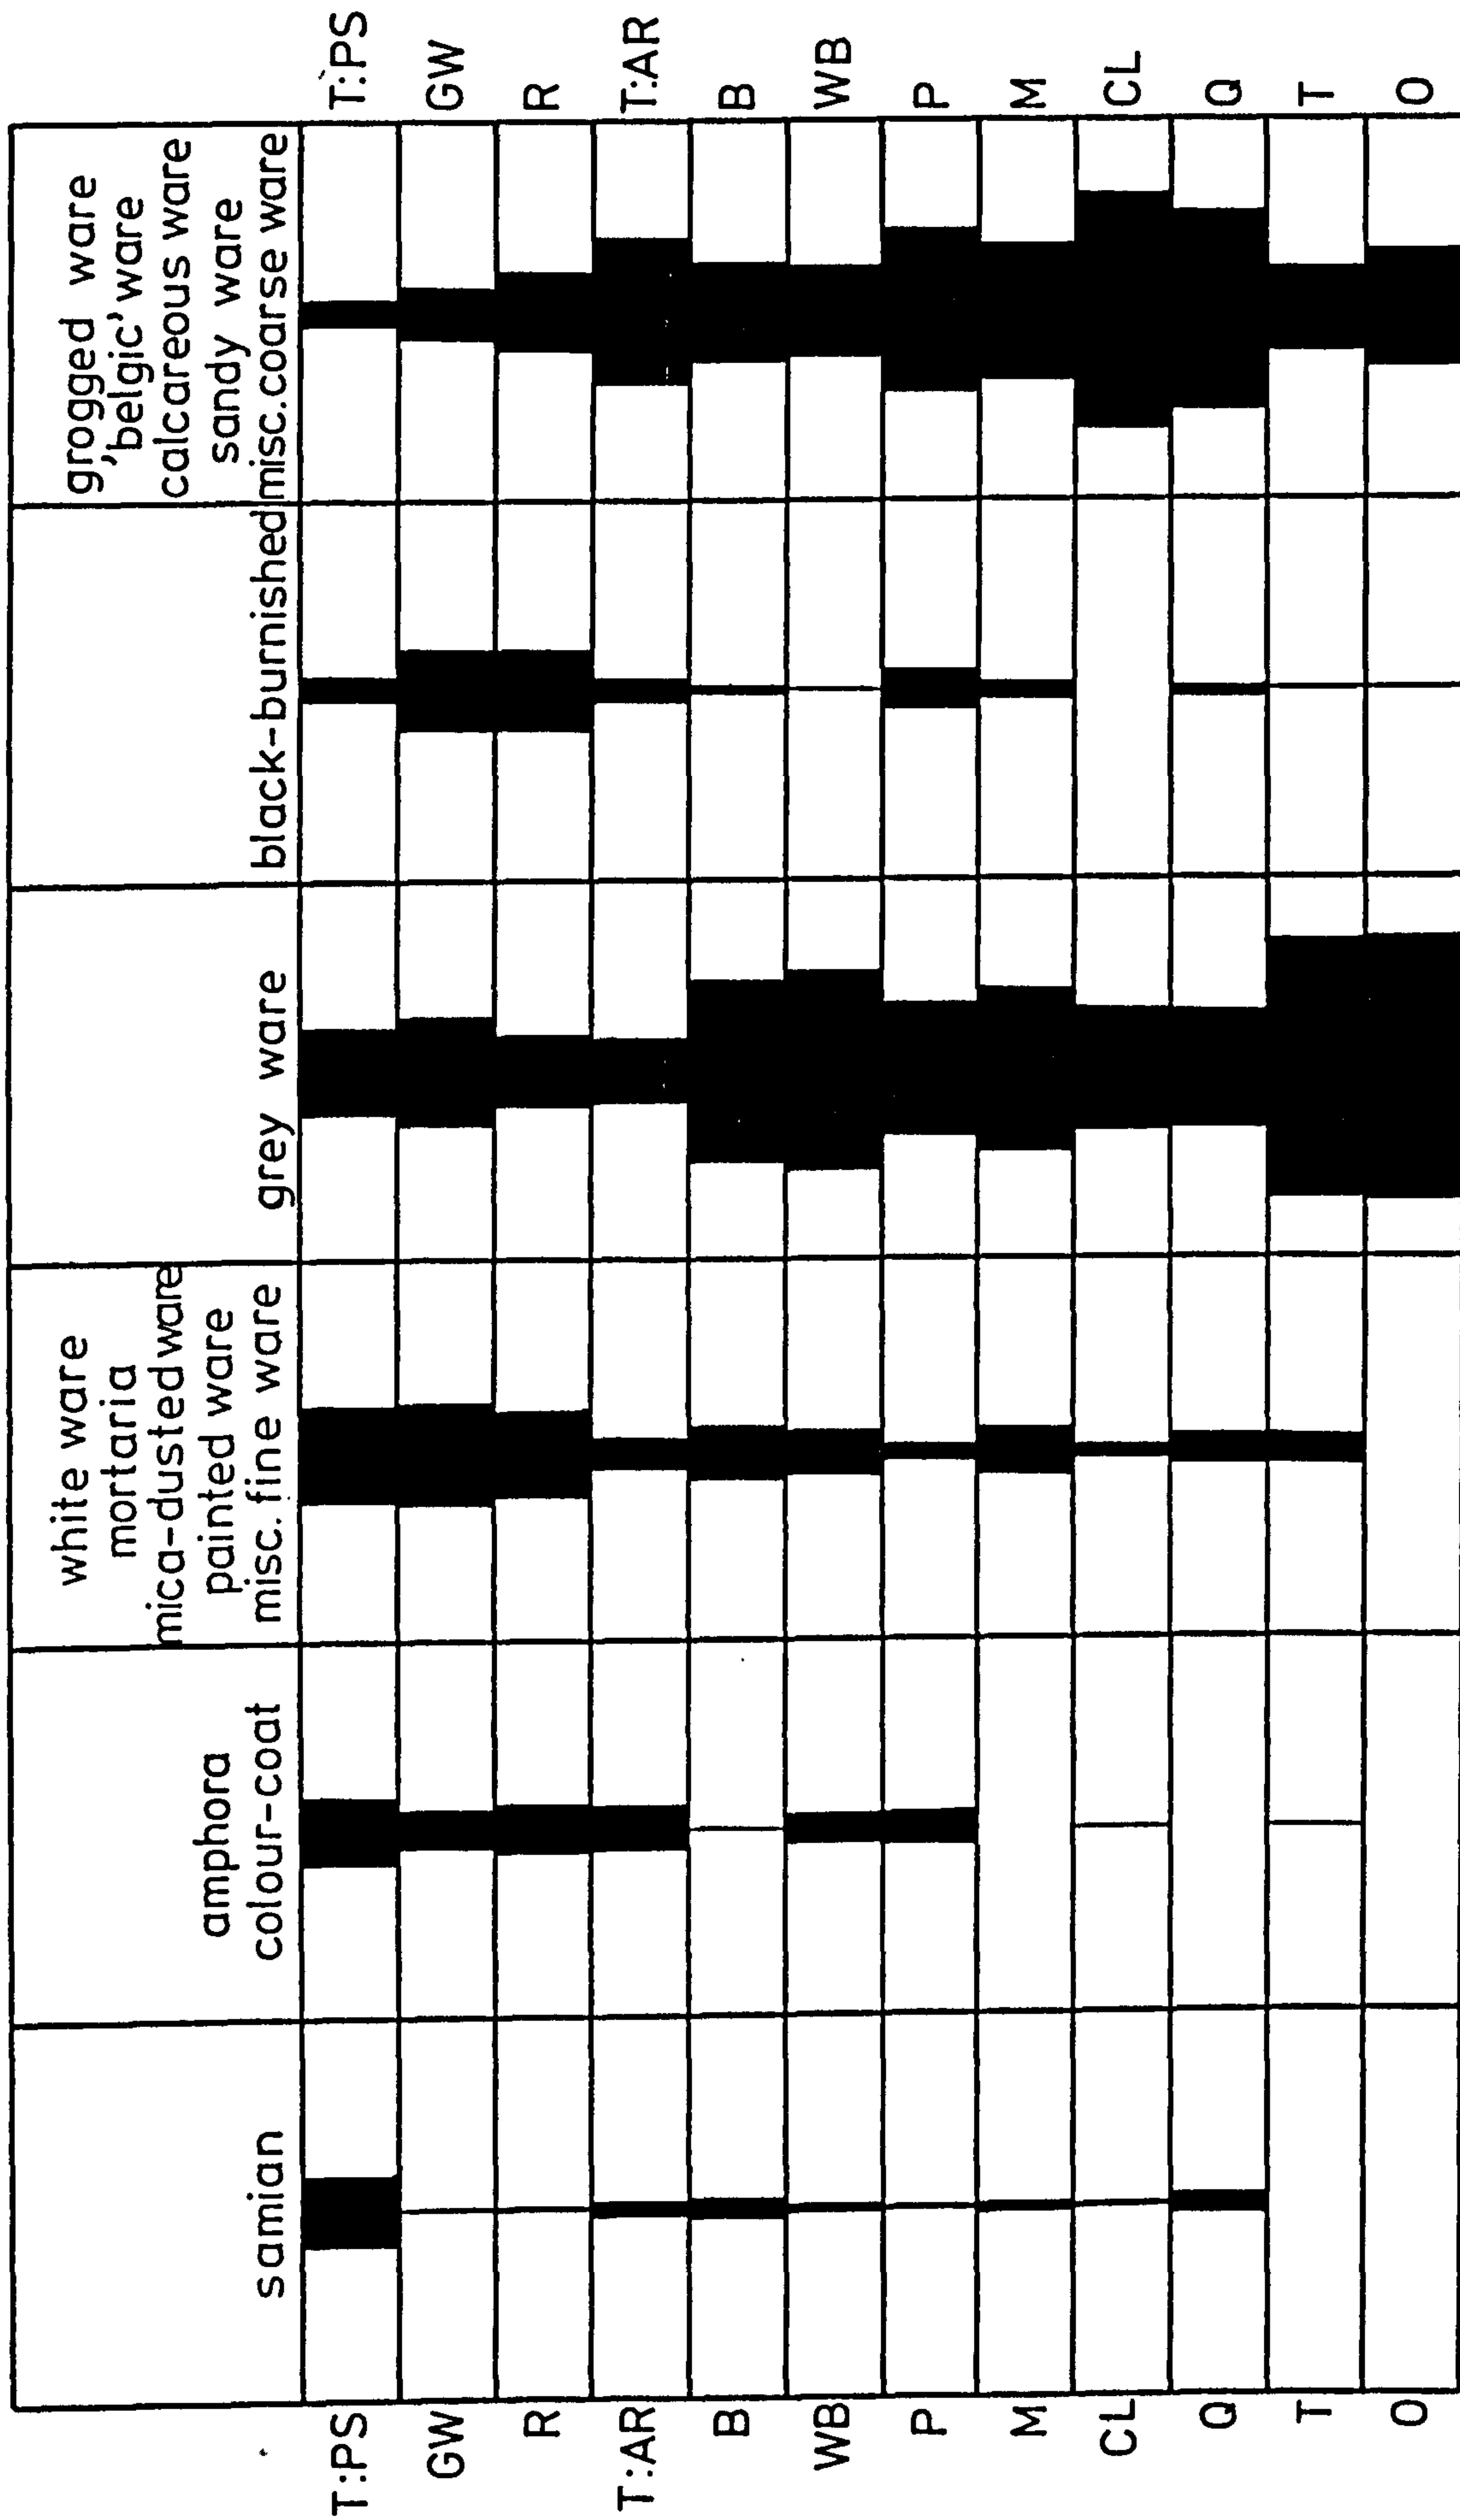 samian
amphora
colour-coat
white ware
mortaria
mica-dusted ware
painted ware
misc. fine ware
grey ware
black-burnished
grogged ware
'belgic' ware
calcareous ware
sandy ware
misc. coarse ware
T:PS T:PS
GW GW
R R
T:AR T:AR
B B
WB WB
P P
M M
CL CL
Q Q
T T
O O